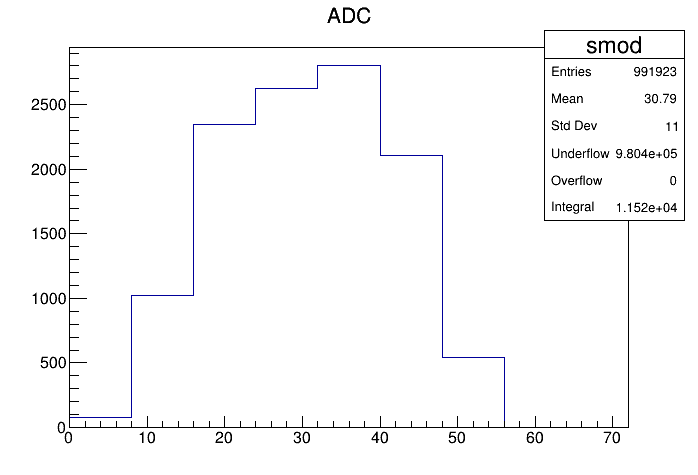 ADC
smod
Entries 991923
Mean 30.79
Std Dev 11
Underflow 9.804e+05
Overflow 0
Integral 1.152e+04
2500
2000
1500
1000
500
0
0 10 20 30 40 50 60 70